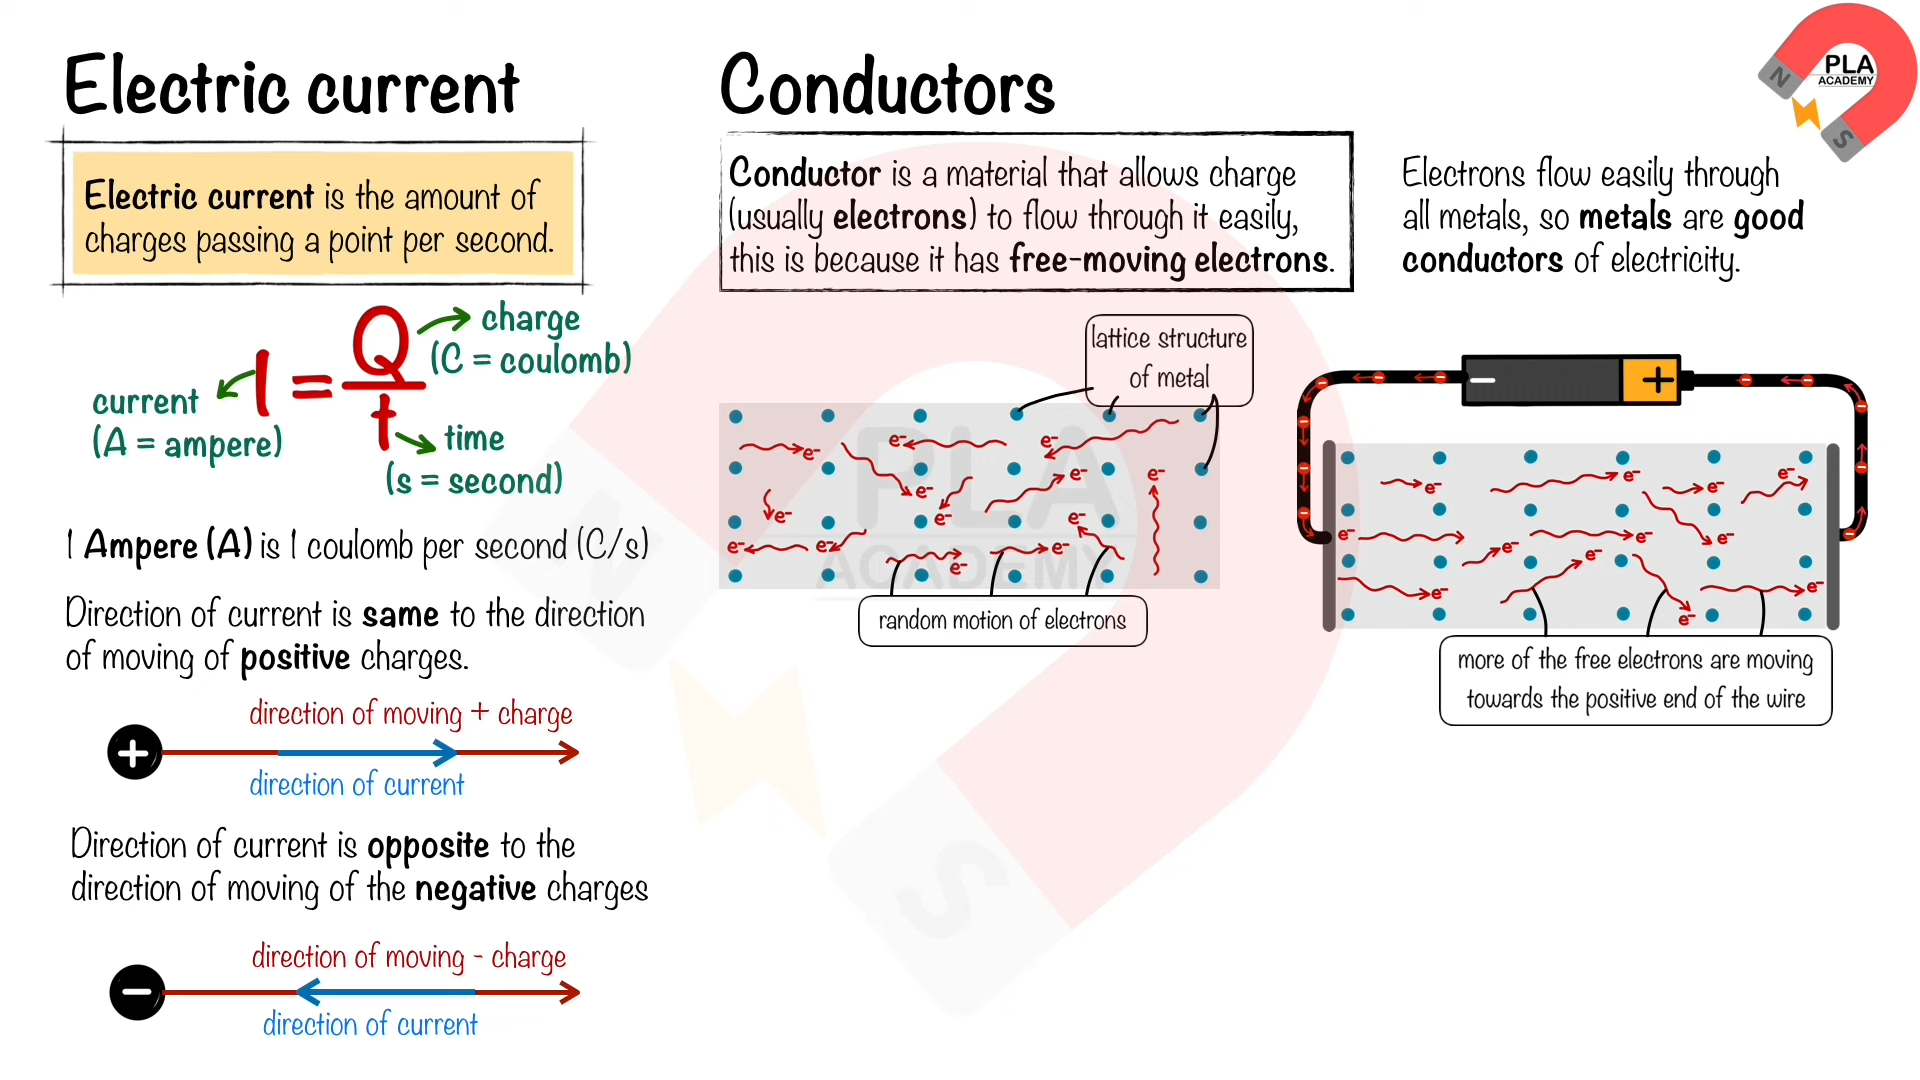 Electric current
Electric current is the amount of
charges passing a point per second.
I = Q / t
charge
(C = coulomb)
current
(A = ampere)
time
(s = second)
1 Ampere (A) is 1 coulomb per second (C/s)
Direction of current is same to the direction
of moving of positive charges.
direction of moving + charge
+
direction of current
Direction of current is opposite to the
direction of moving of the negative charges
direction of moving - charge
−
direction of current
Conductors
Conductor is a material that allows charge
(usually electrons) to flow through it easily,
this is because it has free-moving electrons.
lattice structure
of metal
e⁻ e⁻ e⁻
e⁻ e⁻
e⁻ e⁻
e⁻ e⁻ e⁻
e⁻ e⁻ e⁻
random motion of electrons
Electrons flow easily through
all metals, so metals are good
conductors of electricity.
− +
e⁻ e⁻ e⁻ e⁻
e⁻ e⁻ e⁻
e⁻ e⁻
e⁻ e⁻ e⁻
more of the free electrons are moving
towards the positive end of the wire
PLA
ACADEMY
N
S
PLA
ACADEMY
N
S